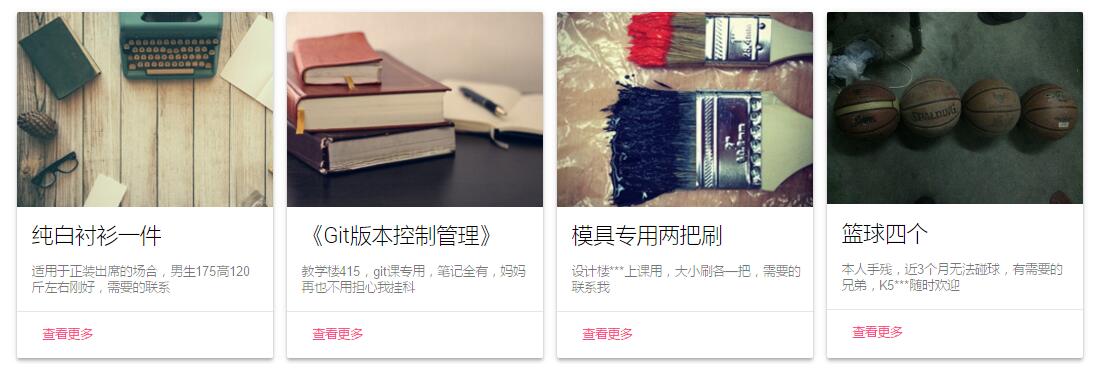 纯白衬衫一件
适用于正装出席的场合，男生175高120
斤左右刚好，需要的联系
查看更多
《Git版本控制管理》
教学楼415，git课专用，笔记全有，妈妈
再也不用担心我挂科
查看更多
模具专用两把刷
设计楼***上课用，大小刷各一把，需要的
联系我
查看更多
SPALDING
篮球四个
本人手残，近3个月无法碰球，有需要的
兄弟，K5***随时欢迎
查看更多